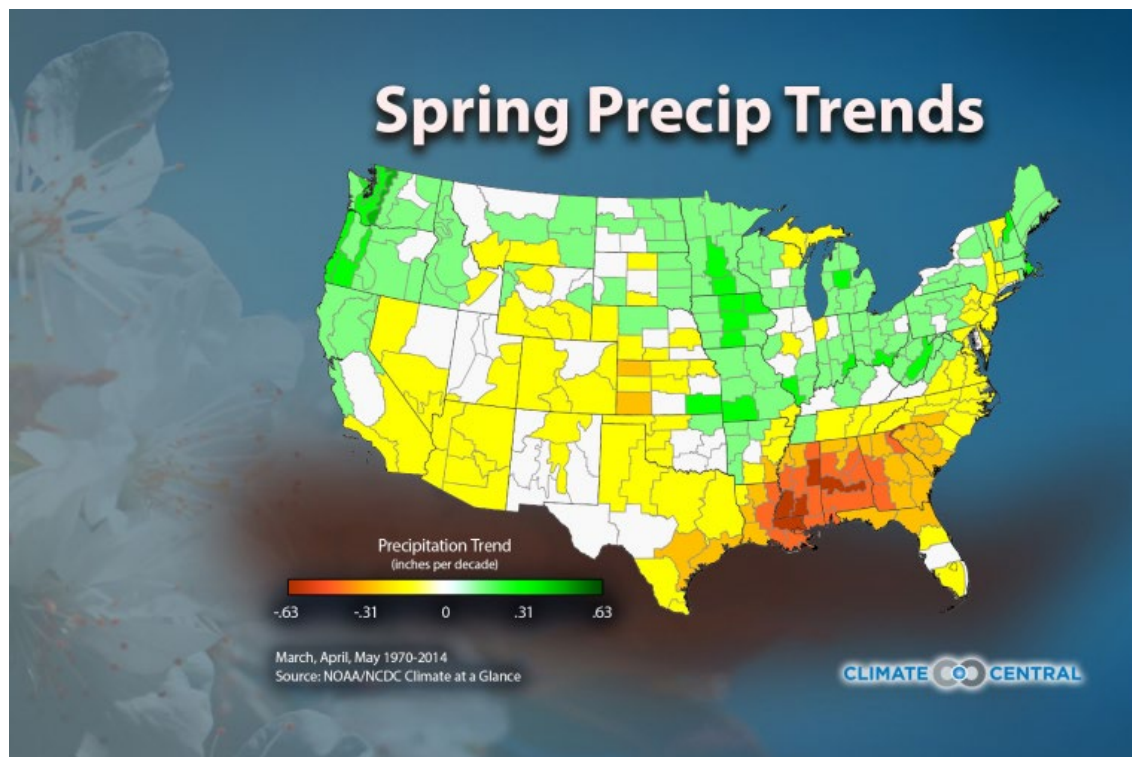 Spring Precip Trends
Precipitation Trend
(inches per decade)
-.63 -.31 0 .31 .63
March, April, May 1970-2014
Source: NOAA/NCDC Climate at a Glance
CLIMATE CENTRAL